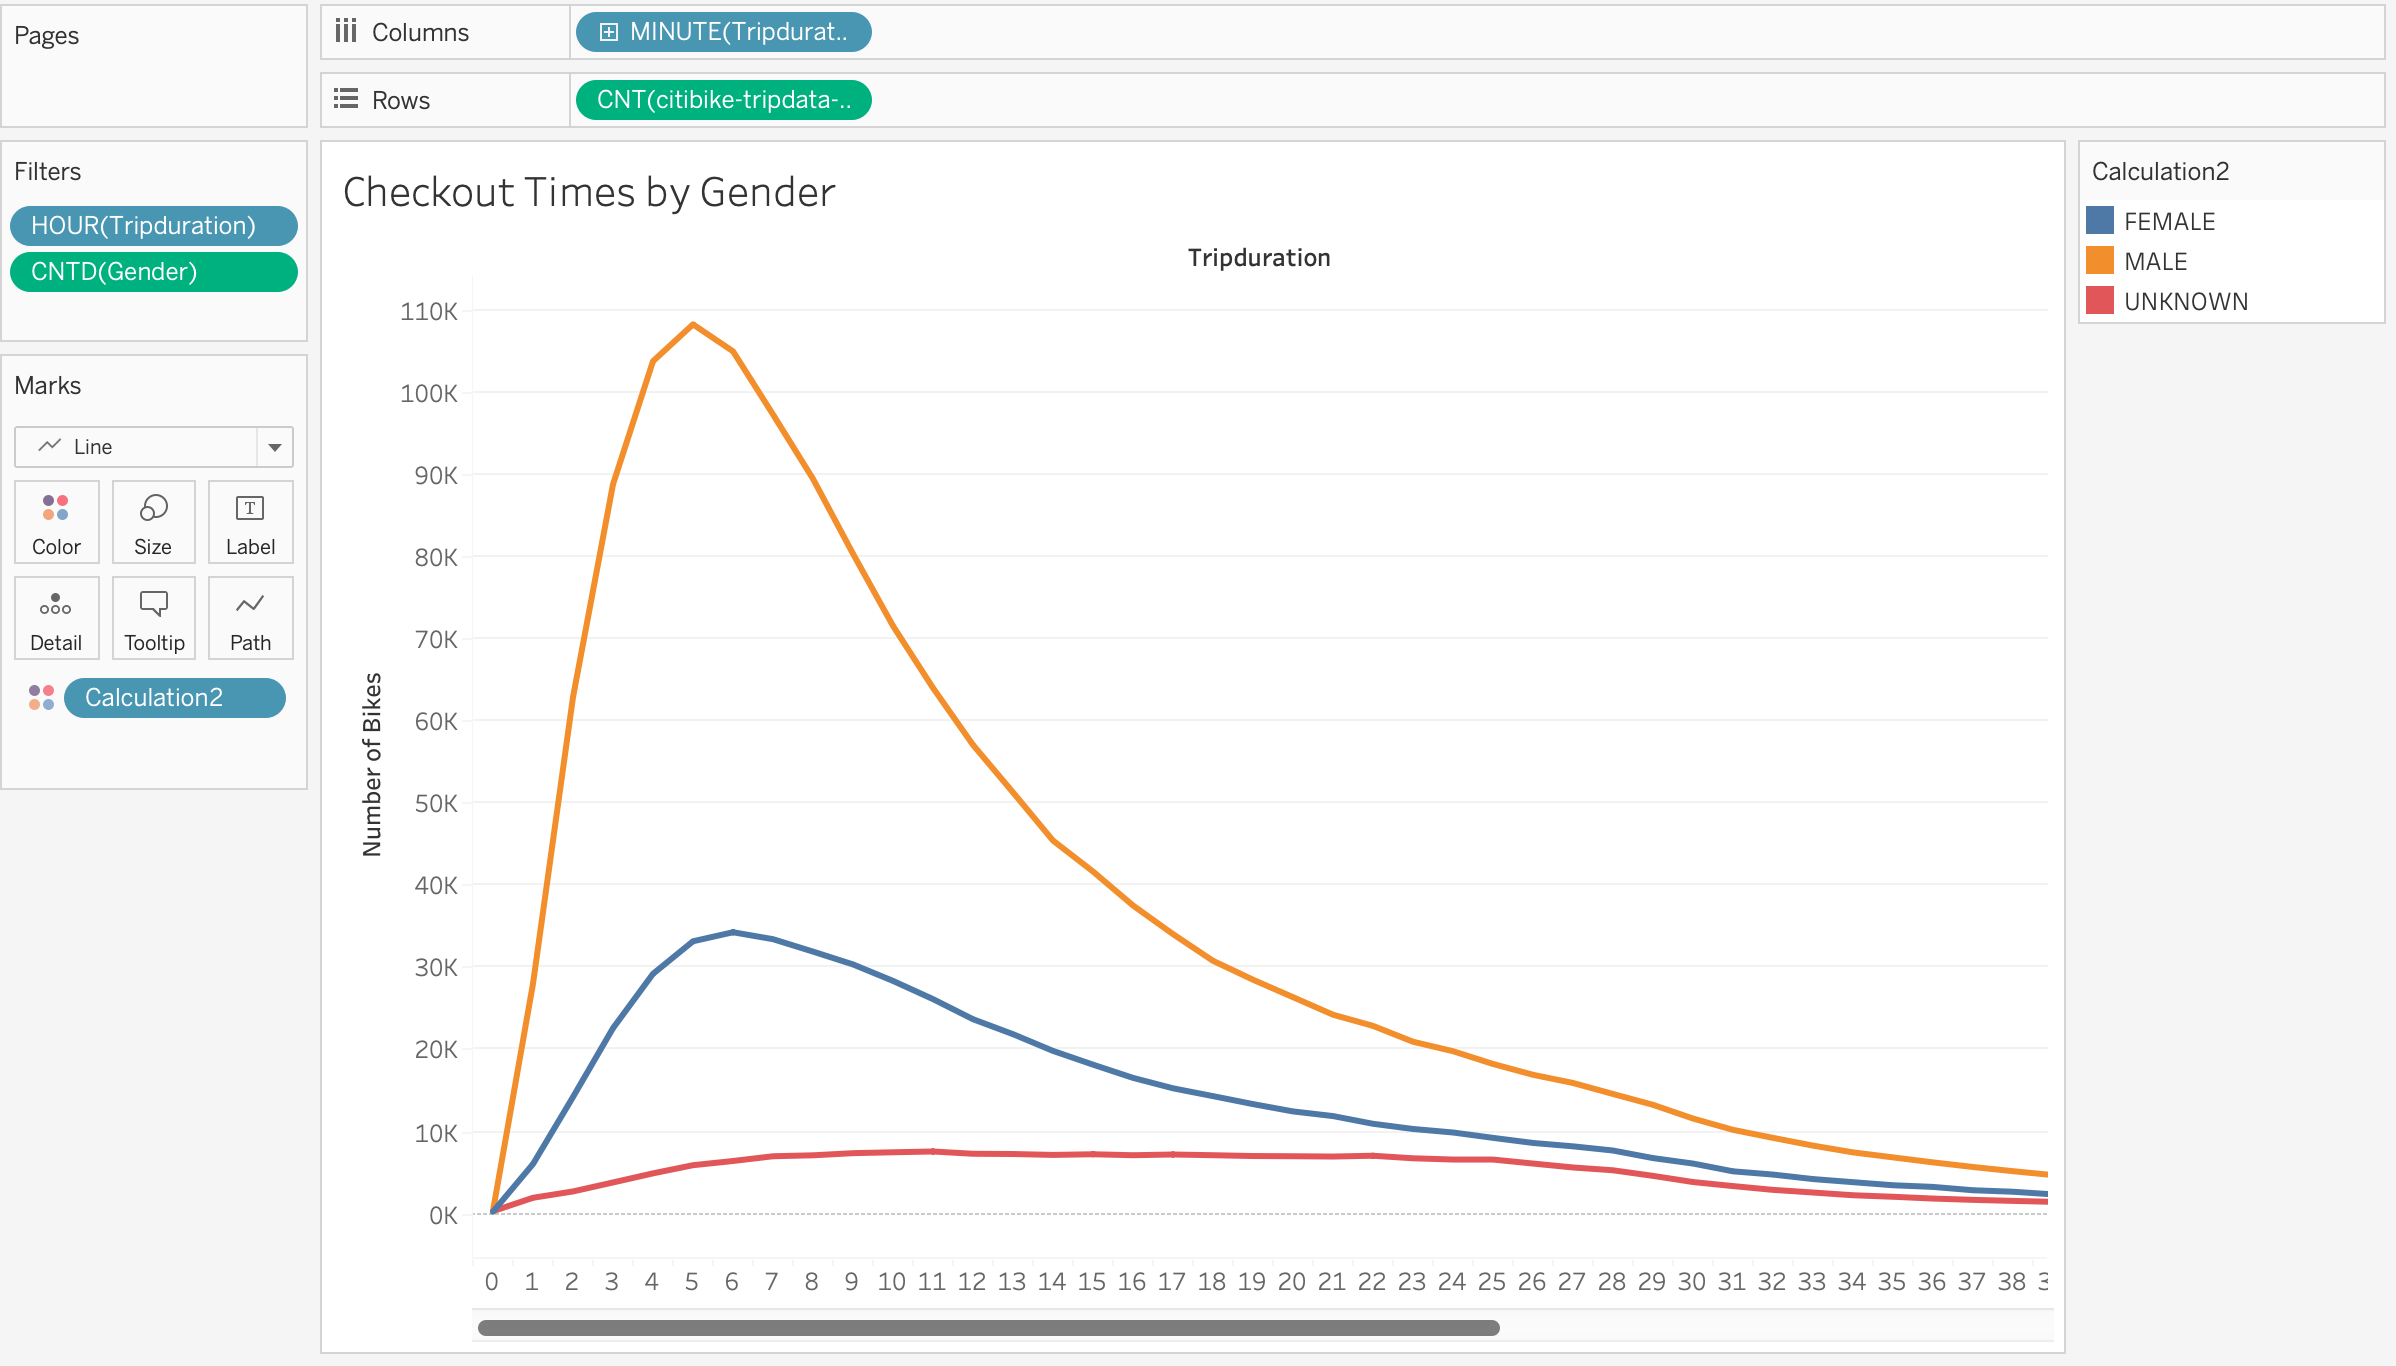 Pages
Columns
MINUTE(Tripdurat..
Rows
CNT(citibike-tripdata-..
Filters
HOUR(Tripduration)
CNTD(Gender)
Marks
Line
Color Size Label
Detail Tooltip Path
Calculation2
Checkout Times by Gender
Tripduration
Number of Bikes
110K
100K
90K
80K
70K
60K
50K
40K
30K
20K
10K
0K
0 1 2 3 4 5 6 7 8 9 10 11 12 13 14 15 16 17 18 19 20 21 22 23 24 25 26 27 28 29 30 31 32 33 34 35 36 37 38
Calculation2
FEMALE
MALE
UNKNOWN